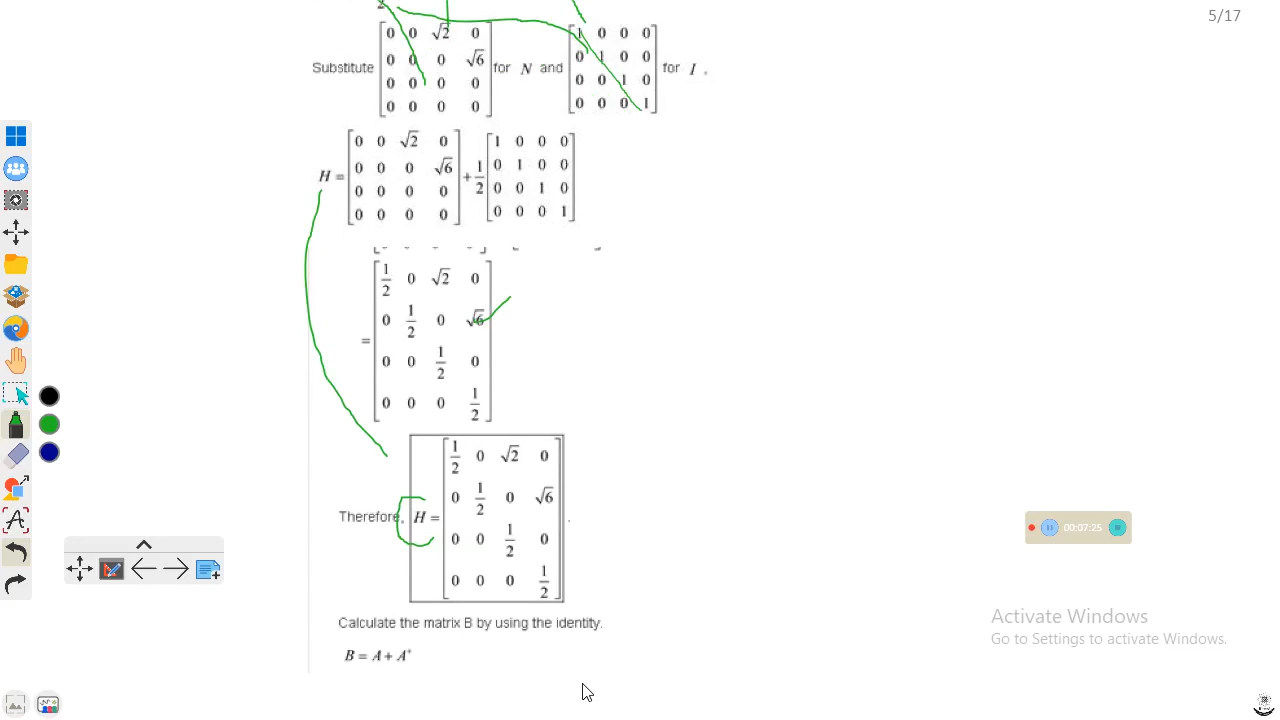 5/17
2
Substitute [0 0 √2 0; 0 0 0 √6; 0 0 0 0; 0 0 0 0] for N and [1 0 0 0; 0 1 0 0; 0 0 1 0; 0 0 0 1] for I .
H = [0 0 √2 0; 0 0 0 √6; 0 0 0 0; 0 0 0 0] + 1/2 [1 0 0 0; 0 1 0 0; 0 0 1 0; 0 0 0 1]
= [1/2 0 √2 0; 0 1/2 0 √6; 0 0 1/2 0; 0 0 0 1/2]
Therefore, H = [1/2 0 √2 0; 0 1/2 0 √6; 0 0 1/2 0; 0 0 0 1/2] .
00:07:25
Calculate the matrix B by using the identity.
B = A + A*
Activate Windows
Go to Settings to activate Windows.